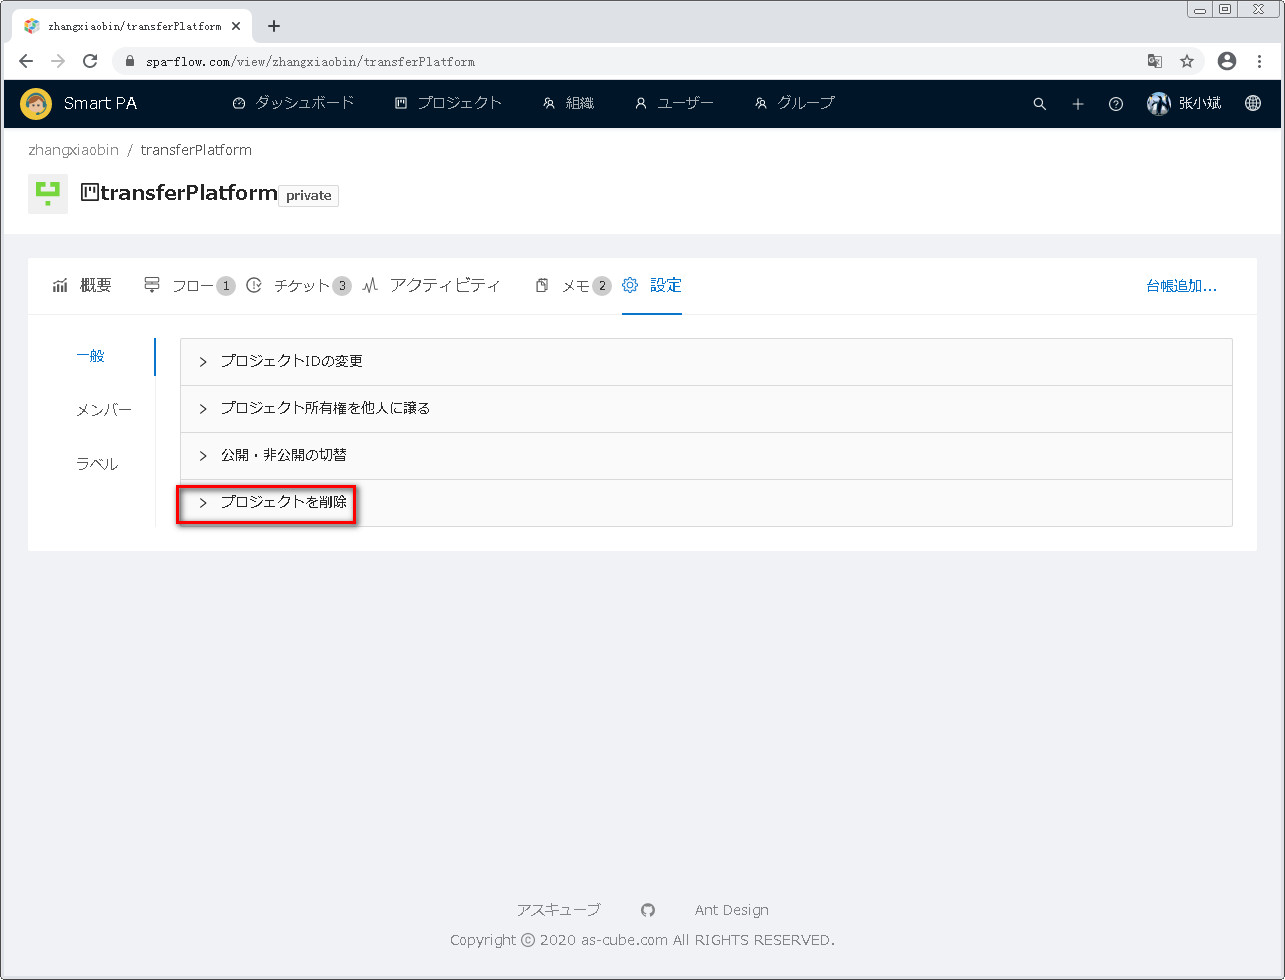 zhangxiaobin/transferPlatform
spa-flow.com/view/zhangxiaobin/transferPlatform
Smart PA ダッシュボード プロジェクト 組織 ユーザー グループ 张小斌
zhangxiaobin / transferPlatform
transferPlatform private
概要 フロー 1 チケット 3 アクティビティ メモ 2 設定 台帳追加...
一般
メンバー
ラベル
プロジェクトIDの変更
プロジェクト所有権を他人に譲る
公開・非公開の切替
プロジェクトを削除
アスキューブ Ant Design
Copyright © 2020 as-cube.com All RIGHTS RESERVED.